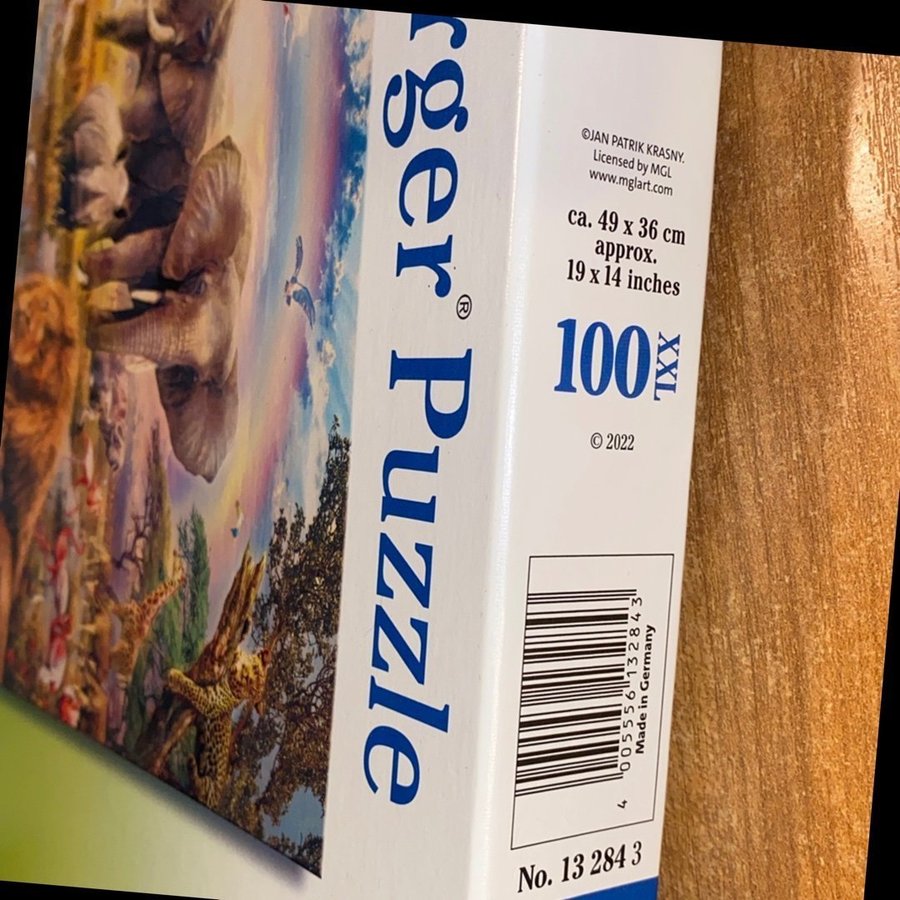 rger® Puzzle
©JAN PATRIK KRASNY.
Licensed by MGL
www.mglart.com
ca. 49 x 36 cm
approx.
19 x 14 inches
100 XXL
© 2022
4 005556 132843
Made in Germany
No. 13 284 3